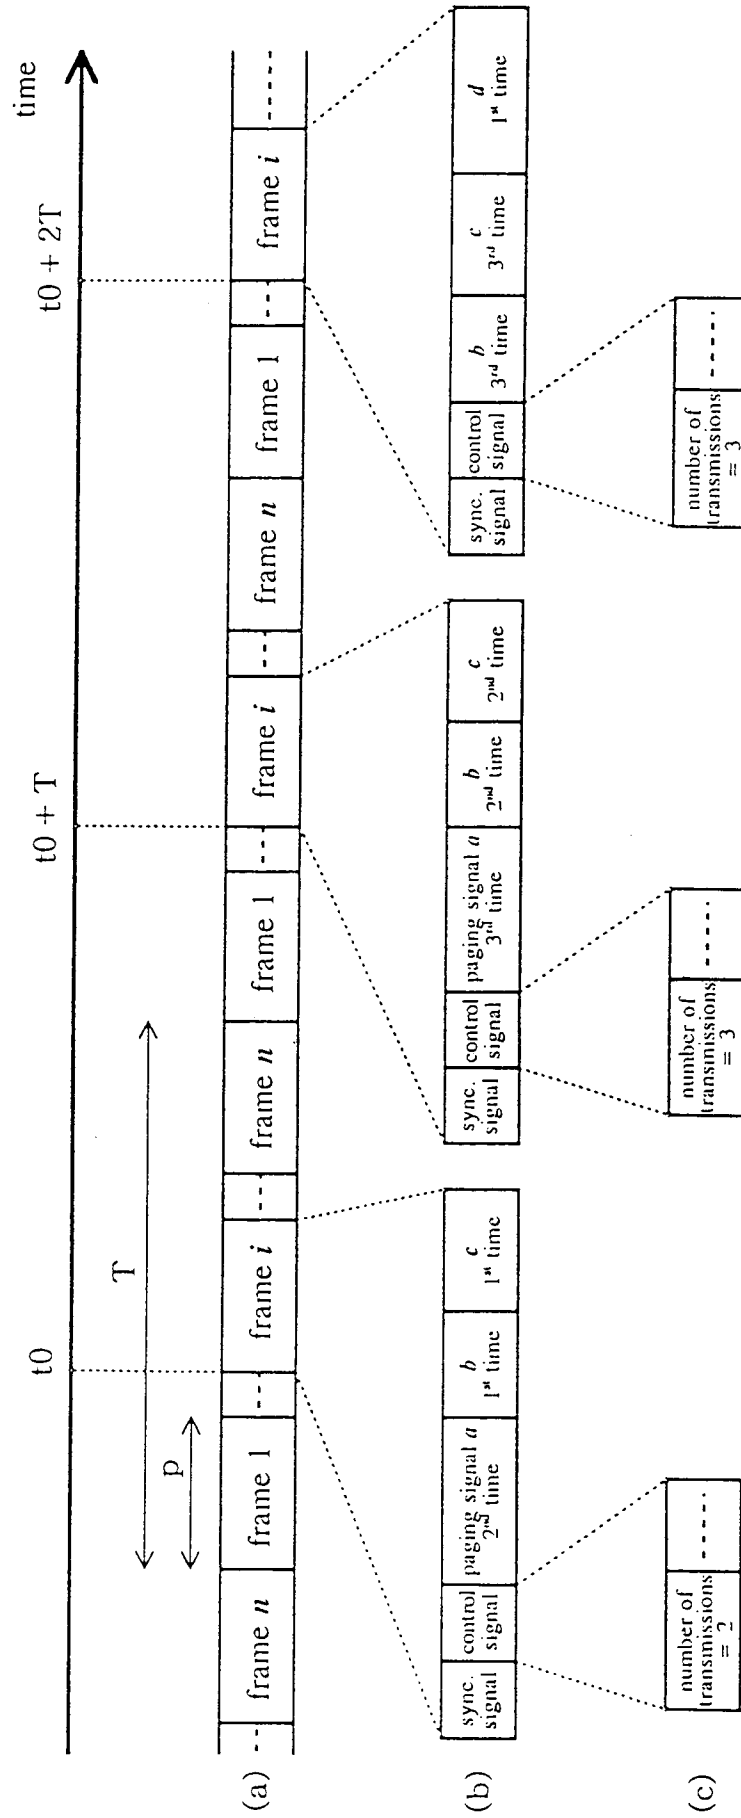 time
t0
t0 + T
t0 + 2T
T
p
(a)
frame n
frame 1
frame i
frame n
frame 1
frame i
frame n
frame 1
frame i
(b)
sync.
signal
control
signal
paging signal a
2nd time
b
1st time
c
1st time
sync.
signal
control
signal
paging signal a
3rd time
b
2nd time
c
2nd time
sync.
signal
control
signal
b
3rd time
c
3rd time
d
1st time
(c)
number of
transmissions
= 2
number of
transmissions
= 3
number of
transmissions
= 3